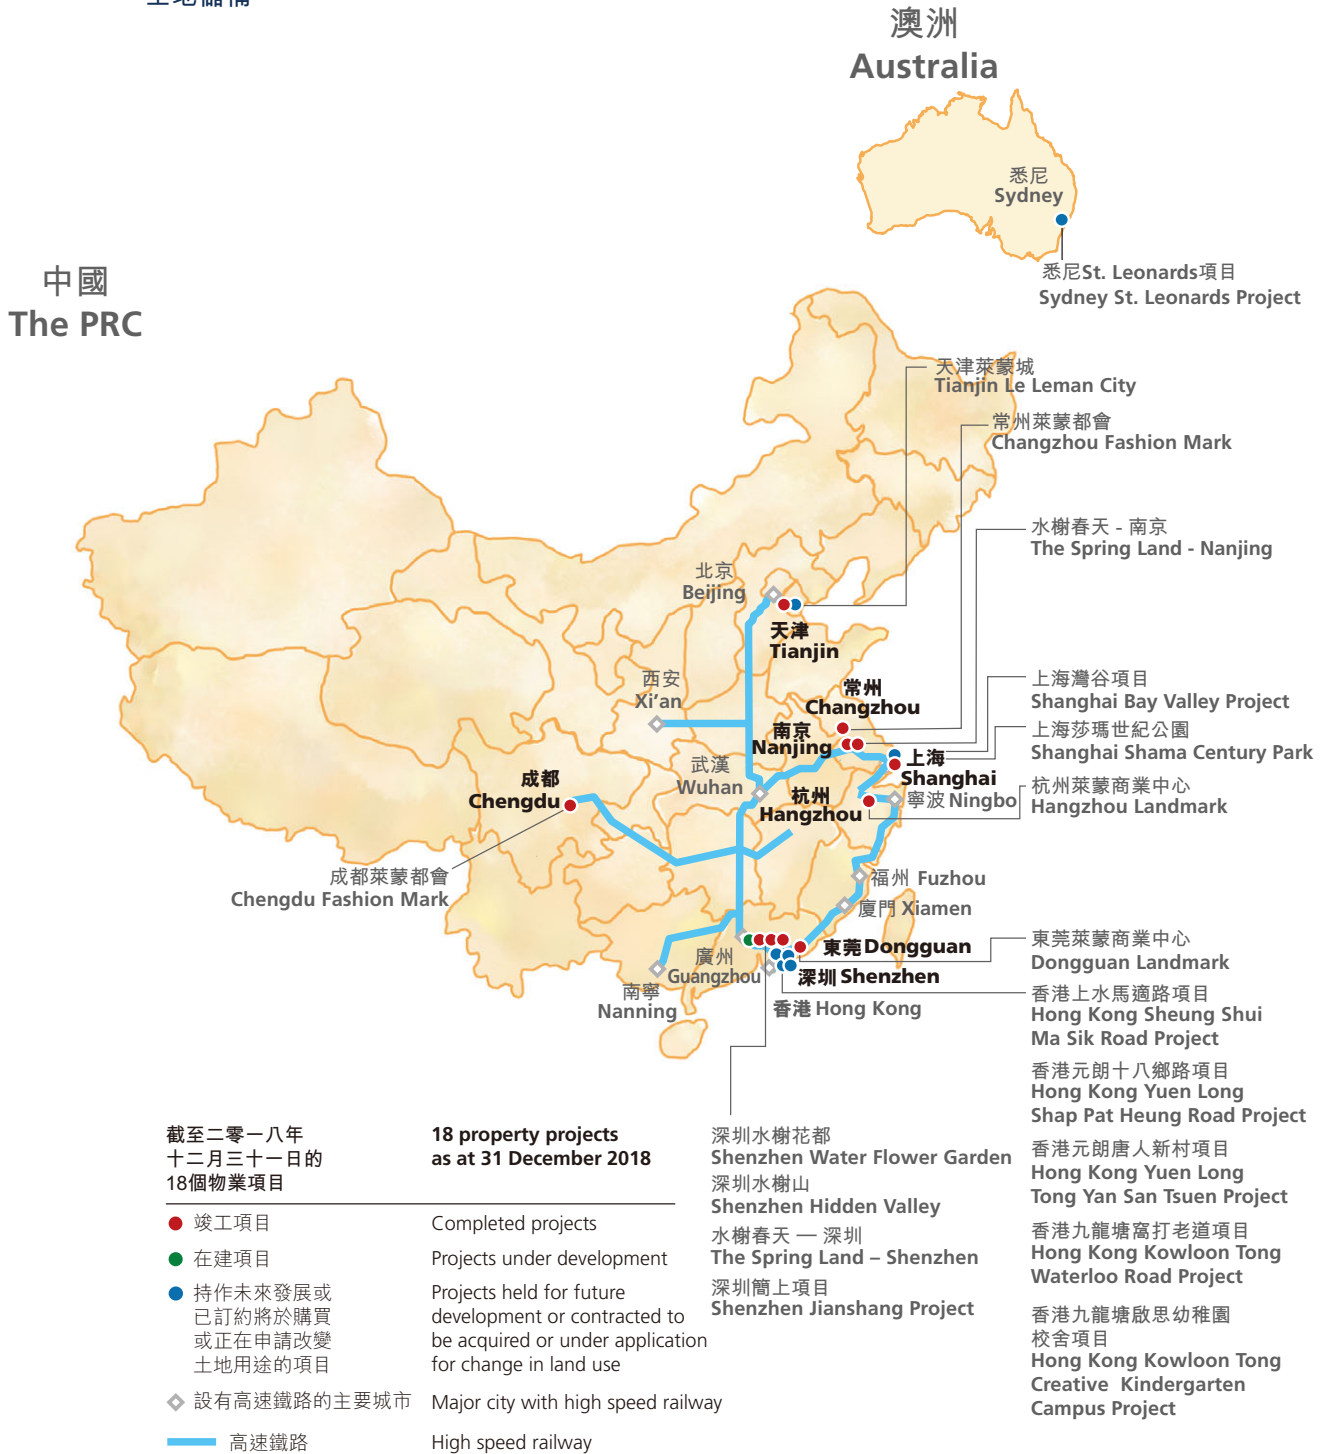 澳洲
Australia
悉尼
Sydney
悉尼St. Leonards項目
Sydney St. Leonards Project
中國
The PRC
天津萊蒙城
Tianjin Le Leman City
常州萊蒙都會
Changzhou Fashion Mark
水榭春天 - 南京
The Spring Land - Nanjing
北京
Beijing
天津
Tianjin
西安
Xi'an
常州
Changzhou
南京
Nanjing
上海灣谷項目
Shanghai Bay Valley Project
上海莎瑪世紀公園
Shanghai Shama Century Park
上海
Shanghai
武漢
Wuhan
成都
Chengdu
杭州
Hangzhou
寧波 Ningbo
杭州萊蒙商業中心
Hangzhou Landmark
成都萊蒙都會
Chengdu Fashion Mark
福州 Fuzhou
廈門 Xiamen
東莞 Dongguan
廣州
Guangzhou
深圳 Shenzhen
南寧
Nanning
香港 Hong Kong
東莞萊蒙商業中心
Dongguan Landmark
香港上水馬適路項目
Hong Kong Sheung Shui
Ma Sik Road Project
香港元朗十八鄉路項目
Hong Kong Yuen Long
Shap Pat Heung Road Project
香港元朗唐人新村項目
Hong Kong Yuen Long
Tong Yan San Tsuen Project
香港九龍塘窩打老道項目
Hong Kong Kowloon Tong
Waterloo Road Project
香港九龍塘啟思幼稚園
校舍項目
Hong Kong Kowloon Tong
Creative Kindergarten
Campus Project
深圳水榭花都
Shenzhen Water Flower Garden
深圳水榭山
Shenzhen Hidden Valley
水榭春天 — 深圳
The Spring Land – Shenzhen
深圳簡上項目
Shenzhen Jianshang Project
截至二零一八年
十二月三十一日的
18個物業項目
18 property projects
as at 31 December 2018
竣工項目
Completed projects
在建項目
Projects under development
持作未來發展或
已訂約將於購買
或正在申請改變
土地用途的項目
Projects held for future
development or contracted to
be acquired or under application
for change in land use
設有高速鐵路的主要城市
Major city with high speed railway
高速鐵路
High speed railway